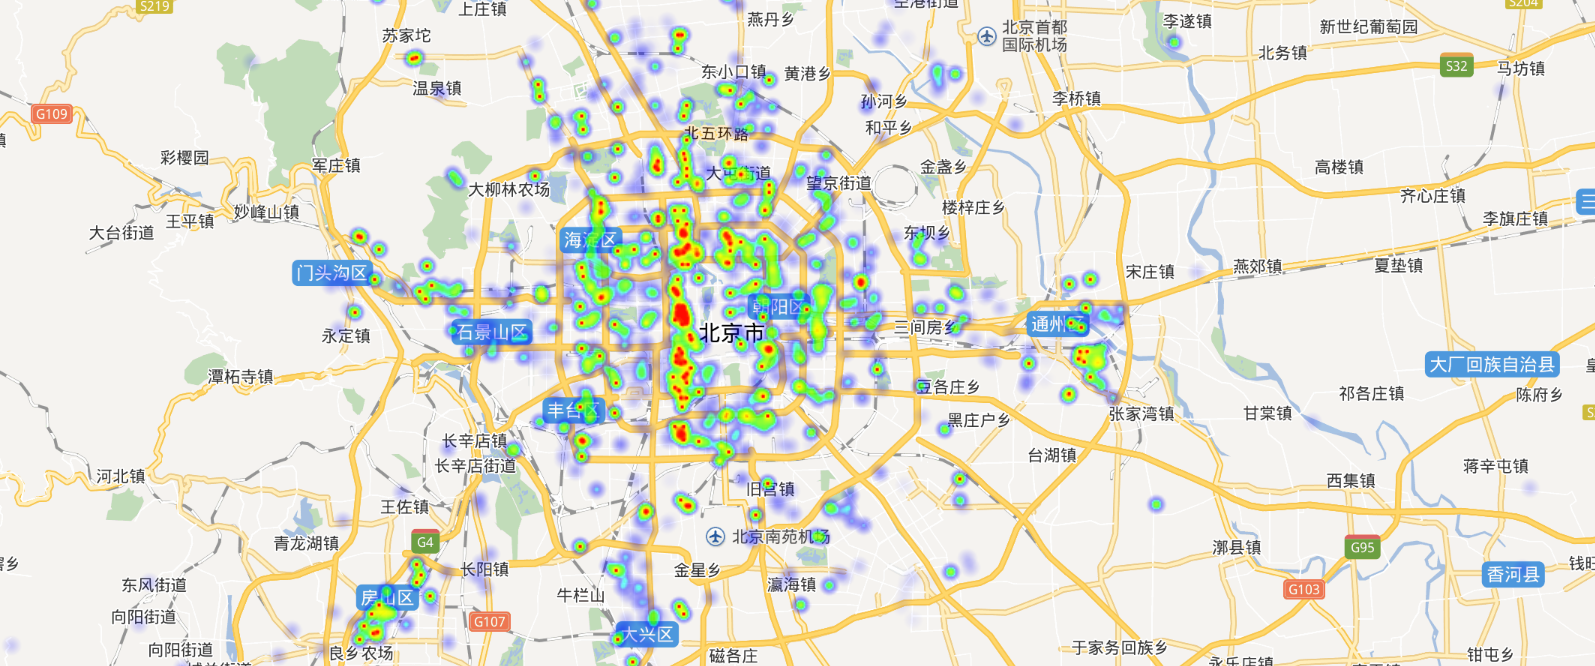 S219
上庄镇
燕丹乡
空港街道
S204
李遂镇
新世纪葡萄园
苏家坨
北京首都
国际机场
北务镇
S32
马坊镇
东小口镇
黄港乡
温泉镇
李桥镇
孙河乡
G109
镇
北五环路
和平乡
彩樱园
军庄镇
大屯街道
金盏乡
高楼镇
大柳林农场
望京街道
齐心庄镇
妙峰山镇
王平镇
楼梓庄乡
三
李旗庄镇
大台街道
海淀区
东坝乡
门头沟区
宋庄镇
燕郊镇
夏垫镇
朝阳区
永定镇
石景山区
北京市
三间房乡
通州区
大厂回族自治县
皇
潭柘寺镇
豆各庄乡
祁各庄镇
陈府乡
丰台区
黑庄户乡
张家湾镇
甘棠镇
S
长辛店镇
长辛店街道
台湖镇
蒋辛屯镇
河北镇
西集镇
旧宫镇
王佐镇
青龙湖镇
G4
北京南苑机场
漷县镇
G95
乡
长阳镇
金星乡
东风街道
牛栏山
瀛海镇
G103
香河县
钱旺
房山区
向阳街道
G107
大兴区
向阳街道
良乡农场
磁各庄
于家务回族乡
永乐店镇
钳屯乡